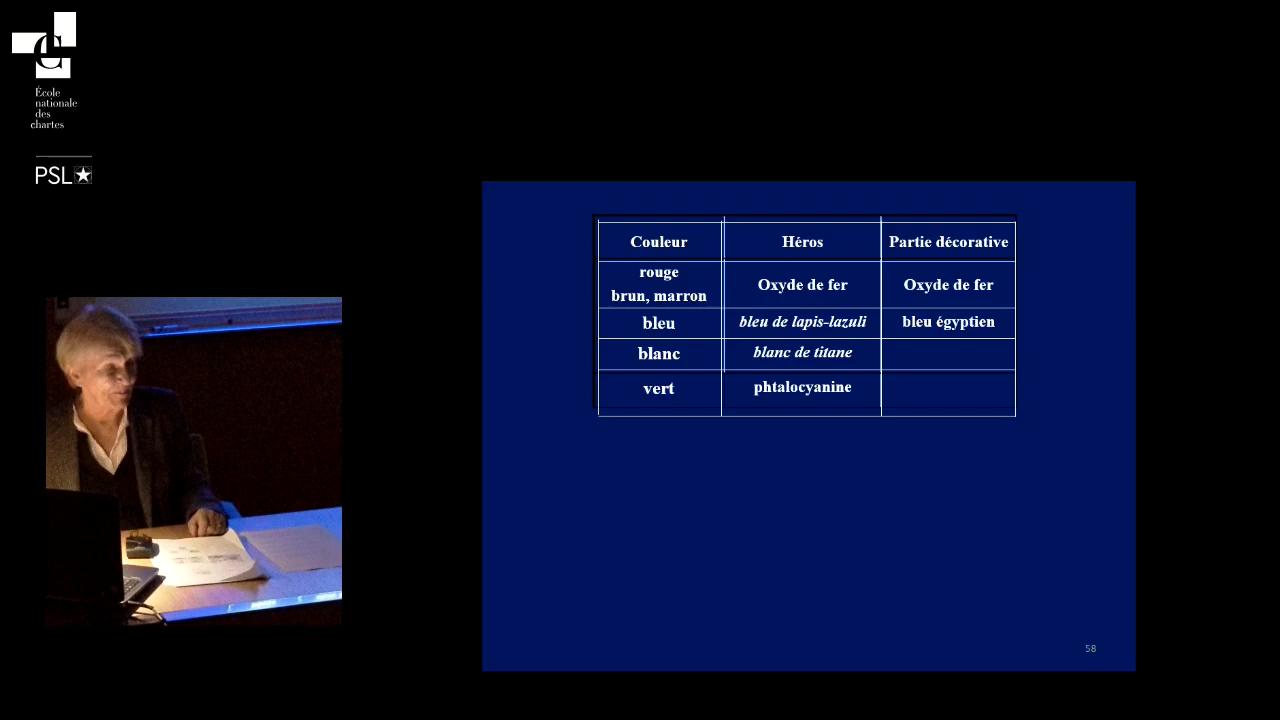 École
nationale
des
chartes
PSL
Couleur Héros Partie décorative
rouge
brun, marron Oxyde de fer Oxyde de fer
bleu bleu de lapis-lazuli bleu égyptien
blanc blanc de titane
vert phtalocyanine
58